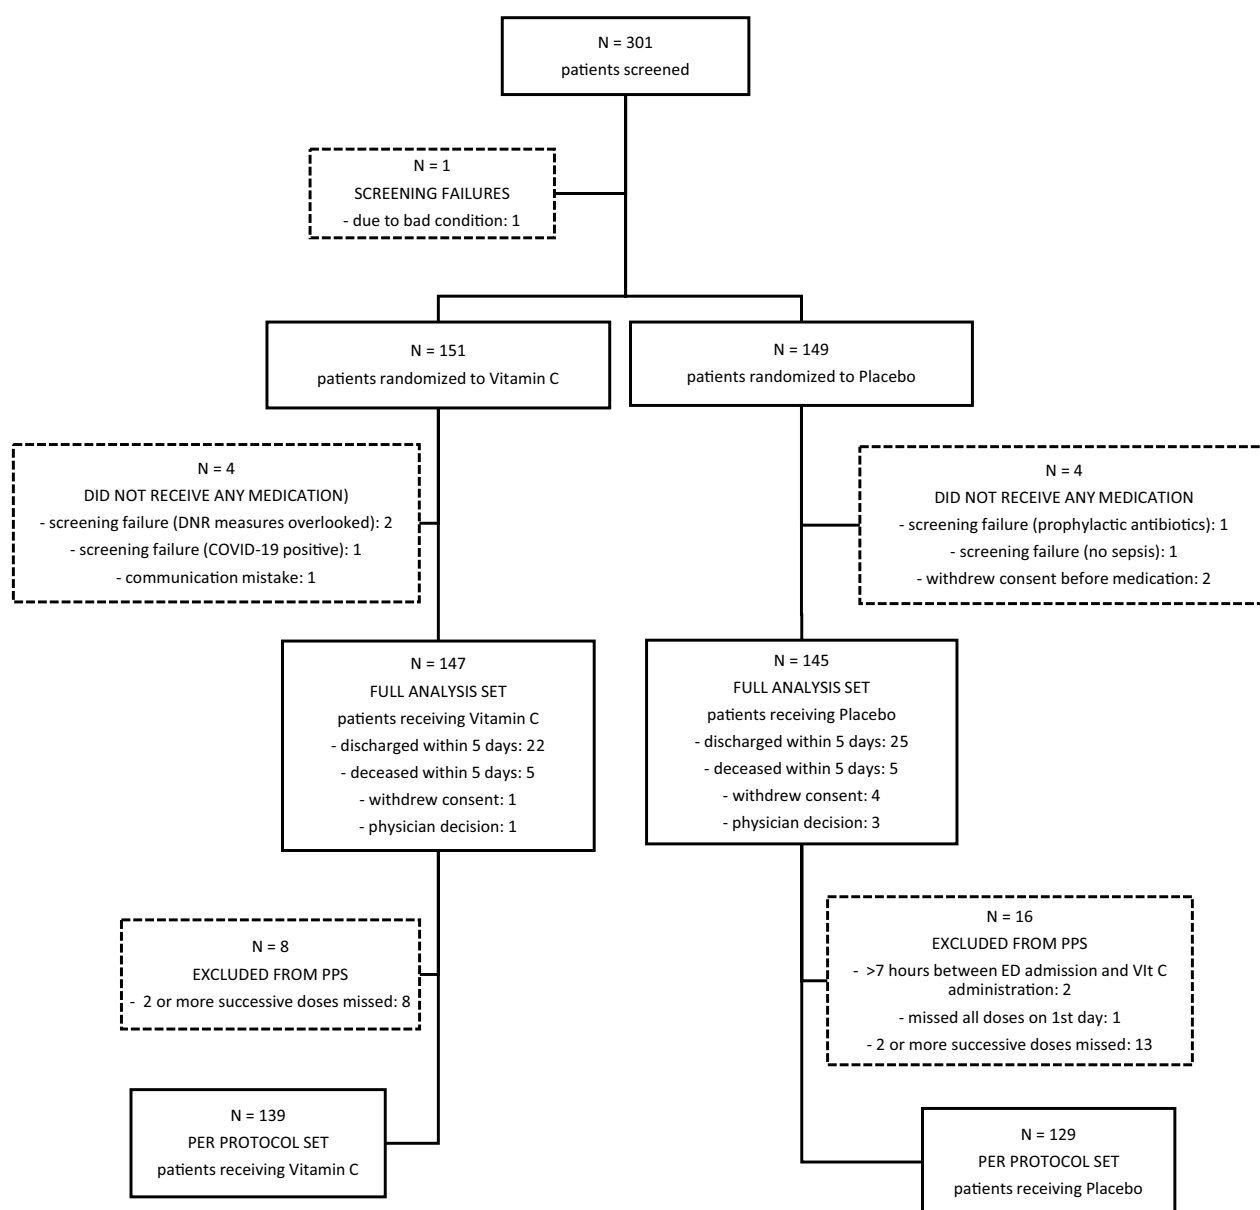 N = 301
patients screened
N = 1
SCREENING FAILURES
- due to bad condition: 1
N = 151
patients randomized to Vitamin C
N = 149
patients randomized to Placebo
N = 4
DID NOT RECEIVE ANY MEDICATION)
- screening failure (DNR measures overlooked): 2
- screening failure (COVID-19 positive): 1
- communication mistake: 1
N = 4
DID NOT RECEIVE ANY MEDICATION
- screening failure (prophylactic antibiotics): 1
- screening failure (no sepsis): 1
- withdrew consent before medication: 2
N = 147
FULL ANALYSIS SET
patients receiving Vitamin C
- discharged within 5 days: 22
- deceased within 5 days: 5
- withdrew consent: 1
- physician decision: 1
N = 145
FULL ANALYSIS SET
patients receiving Placebo
- discharged within 5 days: 25
- deceased within 5 days: 5
- withdrew consent: 4
- physician decision: 3
N = 8
EXCLUDED FROM PPS
- 2 or more successive doses missed: 8
N = 16
EXCLUDED FROM PPS
- >7 hours between ED admission and VIt C
administration: 2
- missed all doses on 1st day: 1
- 2 or more successive doses missed: 13
N = 139
PER PROTOCOL SET
patients receiving Vitamin C
N = 129
PER PROTOCOL SET
patients receiving Placebo